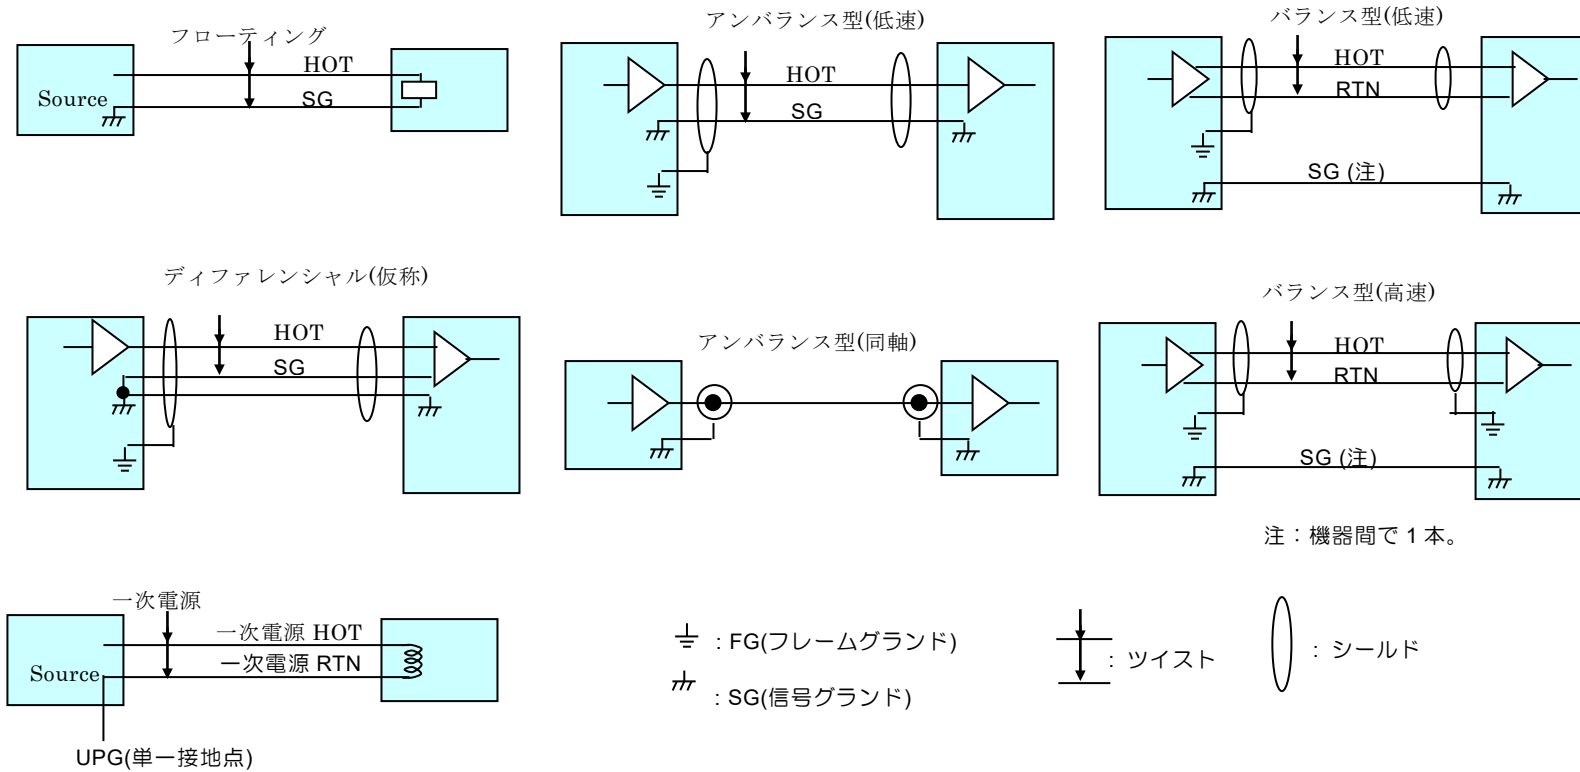 フローティング
HOT
Source
SG
アンバランス型(低速)
HOT
SG
バランス型(低速)
HOT
RTN
SG (注)
ディファレンシャル(仮称)
HOT
SG
アンバランス型(同軸)
バランス型(高速)
HOT
RTN
SG (注)
注：機器間で 1 本。
一次電源
一次電源 HOT
一次電源 RTN
Source
UPG(単一接地点)
: FG(フレームグランド)
: SG(信号グランド)
: ツイスト
: シールド